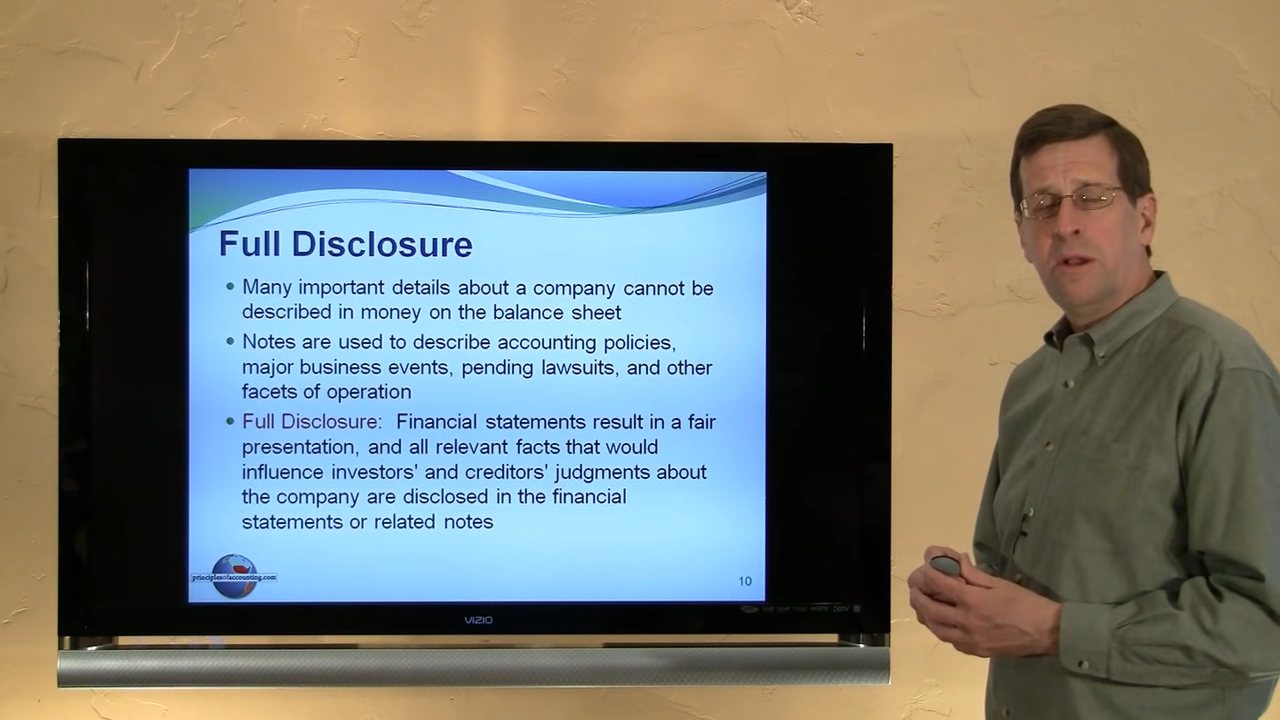 Full Disclosure
• Many important details about a company cannot be
described in money on the balance sheet
• Notes are used to describe accounting policies,
major business events, pending lawsuits, and other
facets of operation
• Full Disclosure:  Financial statements result in a fair
presentation, and all relevant facts that would
influence investors' and creditors' judgments about
the company are disclosed in the financial
statements or related notes
principlesofaccounting.com
10
VIZIO